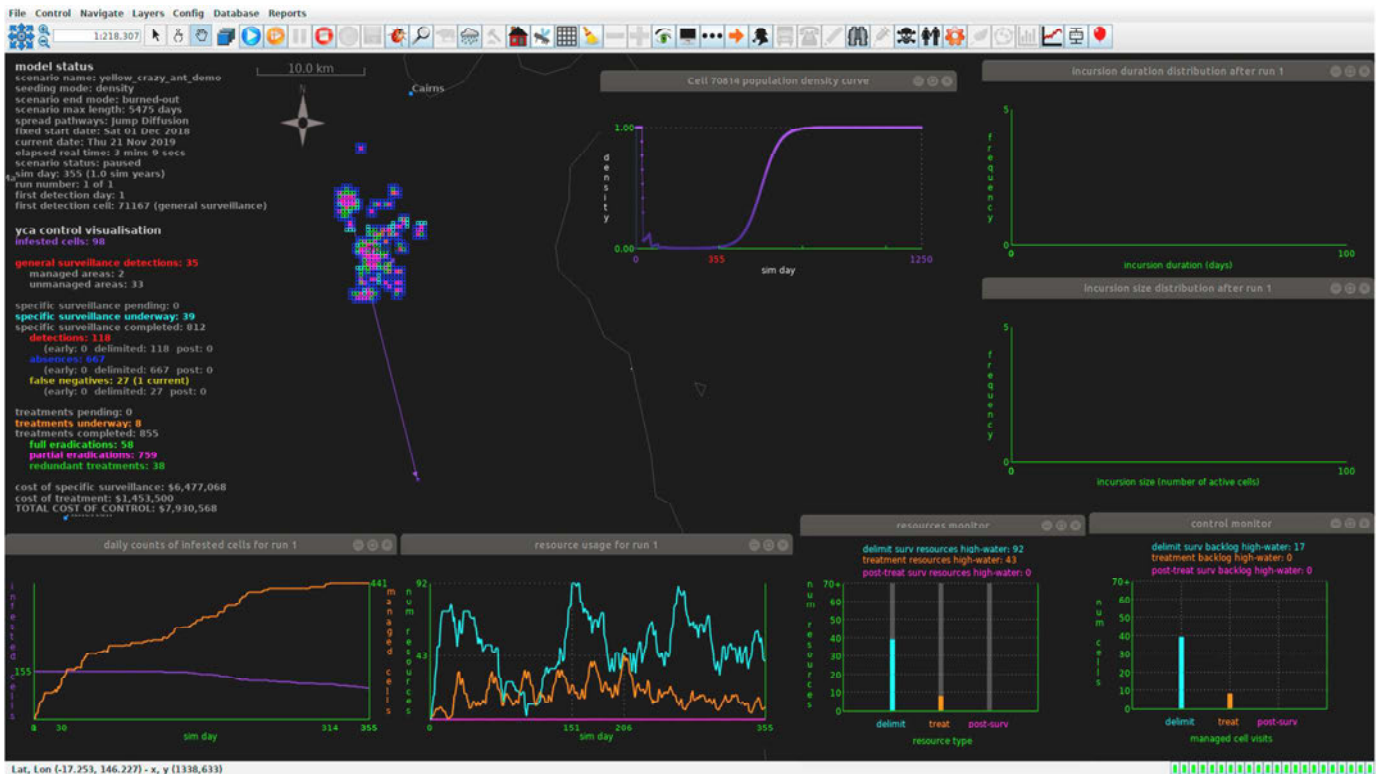 File Control Navigate Layers Config Database Reports
1:218,307
model status
scenario name: yellow_crazy_ant_demo
seeding mode: density
scenario end mode: burned-out
scenario max length: 5475 days
spread pathways: Jump Diffusion
fixed start date: Sat 01 Dec 2018
current date: Thu 21 Nov 2019
elapsed real time: 2 mins 9 secs
scenario status: paused
sim day: 355 (1.0 sim years)
run number: 1 of 1
first detection day: 1
first detection cell: 71167 (general surveillance)
yca control visualisation
infested cells: 98
general surveillance detections: 35
managed areas: 2
unmanaged areas: 33
specific surveillance pending: 0
specific surveillance underway: 39
specific surveillance completed: 812
detections: 118
(early: 0 delimited: 118 post: 0
absences: 667
(early: 0 delimited: 667 post: 0
false negatives: 27 (1 current)
(early: 0 delimited: 27 post: 0
treatments pending: 0
treatments underway: 8
treatments completed: 855
full eradications: 58
partial eradications: 759
redundant treatments: 38
cost of specific surveillance: $6,477,068
cost of treatment: $1,453,500
TOTAL COST OF CONTROL: $7,930,568
10.0 km
N
Cairns
Cell 70814 population density curve
1.00
density
0.00
0 355 1250
sim day
incursion duration distribution after run 1
5
frequency
0
0 100
incursion duration (days)
incursion size distribution after run 1
5
frequency
0
0 100
incursion size (number of active cells)
daily counts of infested cells for run 1
infested cells
155
441
managed cells
0 30 314 355
sim day
resource usage for run 1
num resources
92
43
0 151 206 355
sim day
resources monitor
delimit surv resources high-water: 92
treatment resources high-water: 43
post-treat surv resources high-water: 0
num resources
70+
60
50
40
30
20
10
0
delimit treat post-surv
resource type
control monitor
delimit surv backlog high-water: 17
treatment backlog high-water: 0
post-treat surv backlog high-water: 0
num cells
70+
60
50
40
30
20
10
0
delimit treat post-surv
managed cell visits
Lat, Lon (-17.253, 146.227) - x, y (1338,633)